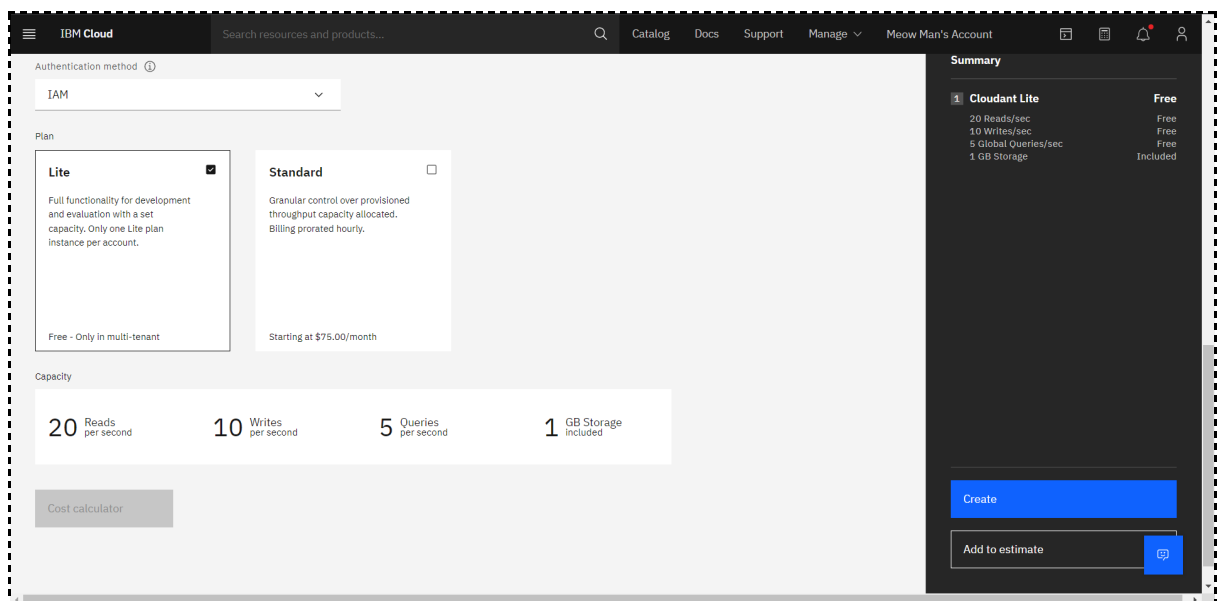 IBM Cloud
Search resources and products...
Catalog
Docs
Support
Manage
Meow Man's Account
Authentication method
IAM
Plan
Lite
Full functionality for development
and evaluation with a set
capacity. Only one Lite plan
instance per account.
Free - Only in multi-tenant
Standard
Granular control over provisioned
throughput capacity allocated.
Billing prorated hourly.
Starting at $75.00/month
Capacity
20 Reads
per second
10 Writes
per second
5 Queries
per second
1 GB Storage
included
Cost calculator
Summary
1 Cloudant Lite Free
20 Reads/sec Free
10 Writes/sec Free
5 Global Queries/sec Free
1 GB Storage Included
Create
Add to estimate